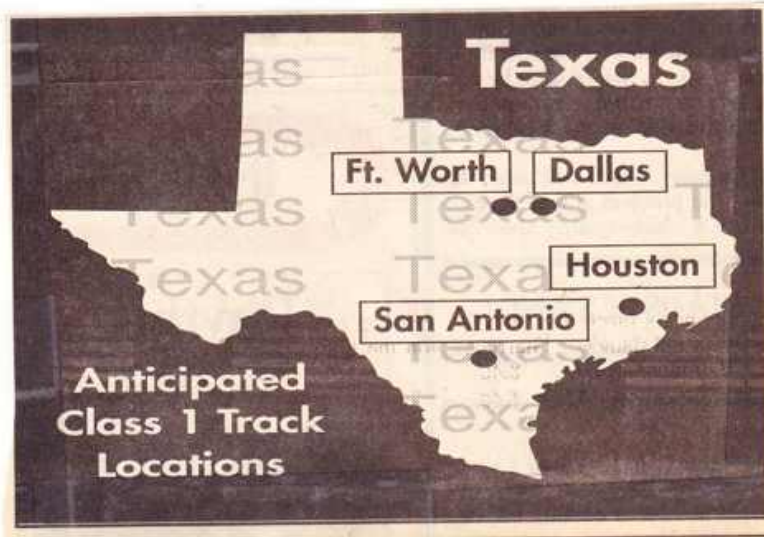 Texas
Ft. Worth
Dallas
Houston
San Antonio
Anticipated
Class 1 Track
Locations